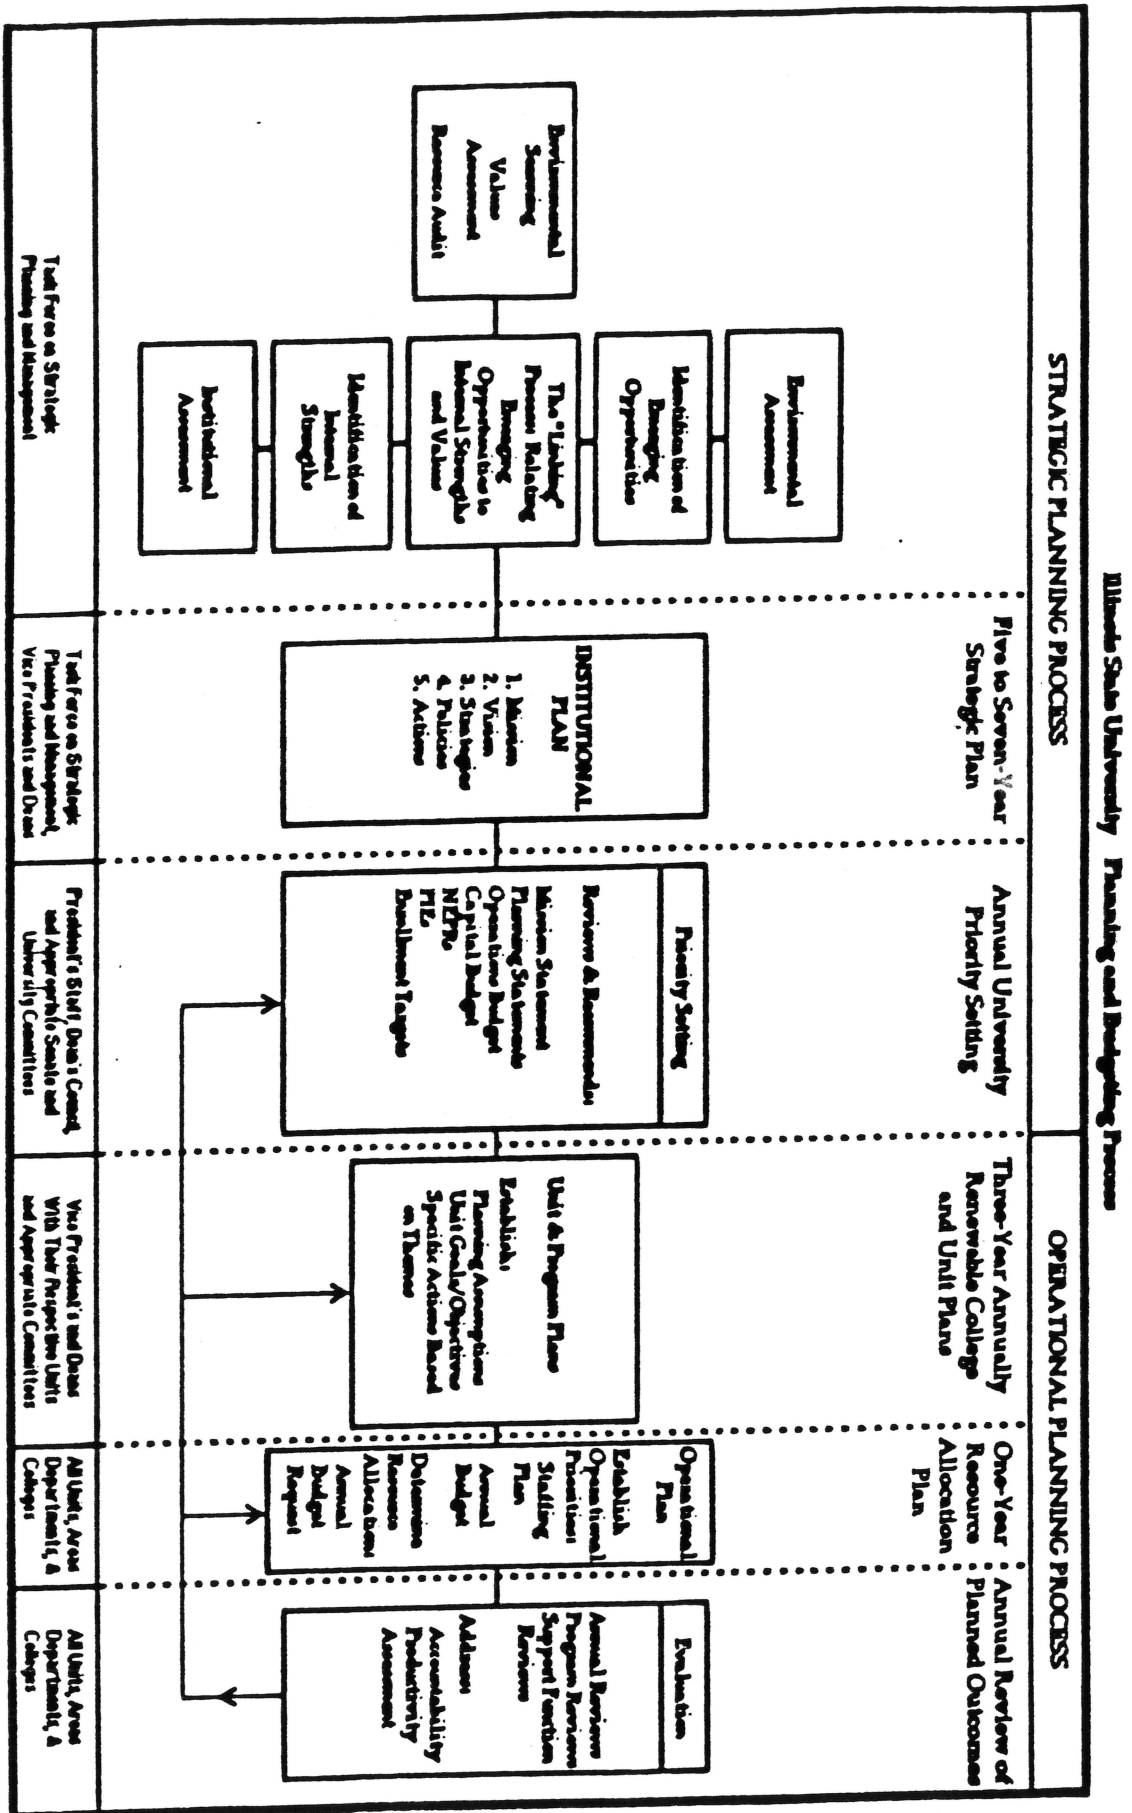 Illinois State University Planning and Budgeting Process
STRATEGIC PLANNING PROCESS
OPERATIONAL PLANNING PROCESS
Five to Seven-Year
Strategic Plan
Annual University
Priority Setting
Three-Year Annually
Renewable College
and Unit Plans
One-Year
Resource
Allocation
Plan
Annual Review of
Planned Outcomes
Environmental
Scanning
Values
Assessment
Resource Audit
Environmental
Assessment
Identification of
Emerging
Opportunities
The "Linking"
Process Relating
Emerging
Opportunities to
Internal Strengths
and Values
Identification of
Internal
Strengths
Institutional
Assessment
INSTITUTIONAL
PLAN
1. Mission
2. Vision
3. Strategies
4. Policies
5. Actions
Priority Setting
Reviews & Recommends:
Mission Statement
Planning Statements
Operations Budget
Capital Budget
NEPRs
PIEs
Enrollment Targets
Unit & Program Plans
Establish:
Planning Assumptions
Unit Goals/Objectives
Specific Actions Based
on Themes
Operational
Plan
Establish
Operational
Priorities:
Staffing
Plan
Annual
Budget
Determine
Resource
Allocations
Annual
Budget
Request
Evaluation
Annual Reviews
Program Reviews
Support Function
Reviews
Address
Accountability
Productivity
Assessment
Task Force on Strategic
Planning and Management
Task Force on Strategic
Planning and Management,
Vice Presidents and Deans
President's Staff, Dean's Council,
and Appropriate Senate and
University Committees
Vice President's and Deans
With Their Respective Units
and Appropriate Committees
All Units, Areas
Departments, &
Colleges
All Units, Areas
Departments, &
Colleges